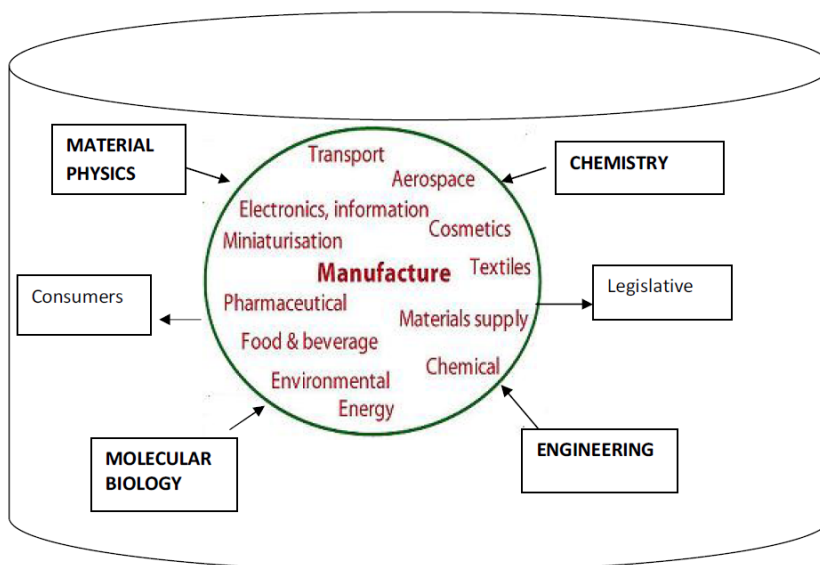 MATERIAL
PHYSICS
CHEMISTRY
Transport
Aerospace
Electronics, information
Cosmetics
Miniaturisation
Textiles
Manufacture
Consumers
Legislative
Pharmaceutical
Materials supply
Food & beverage
Chemical
Environmental
Energy
MOLECULAR
BIOLOGY
ENGINEERING